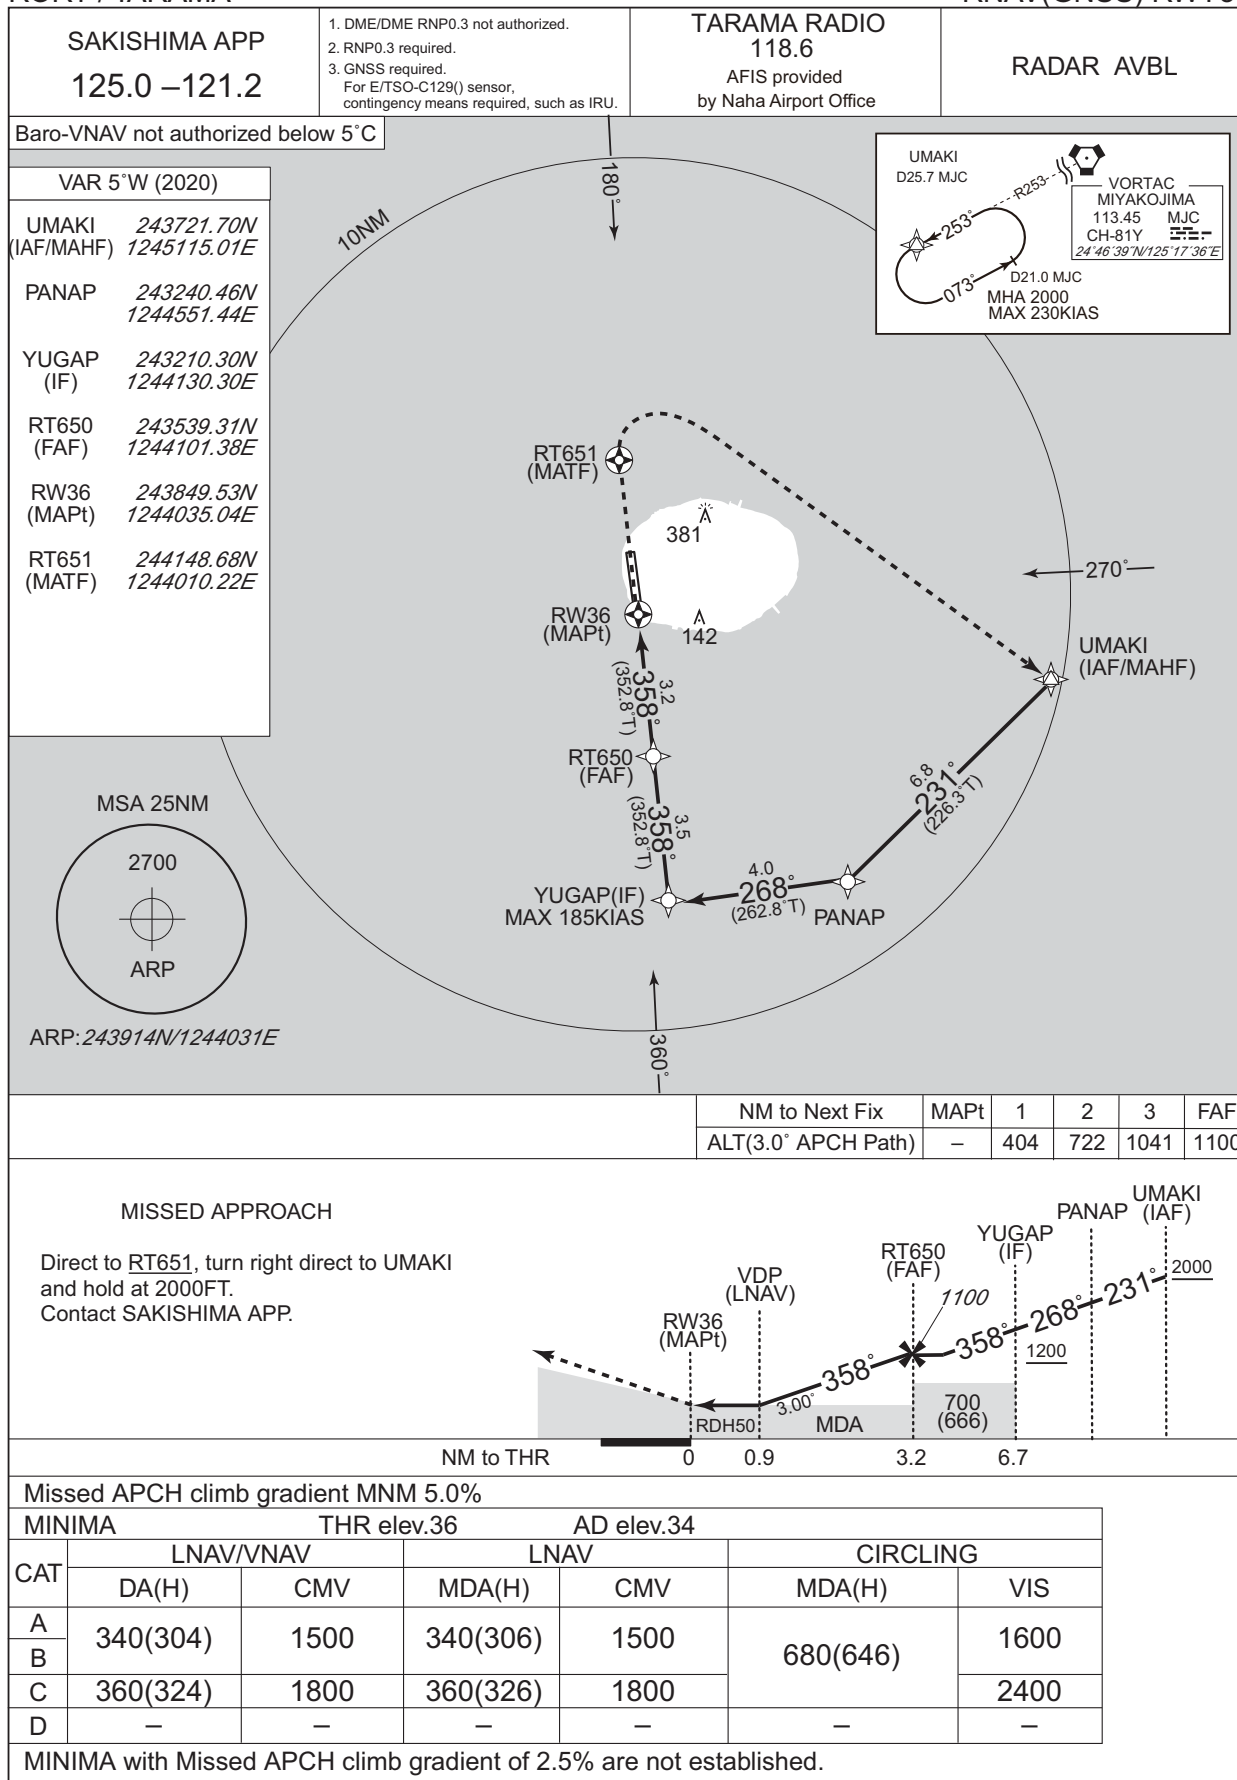 SAKISHIMA APP
125.0 –121.2
1. DME/DME RNP0.3 not authorized.
2. RNP0.3 required.
3. GNSS required.
For E/TSO-C129() sensor,
contingency means required, such as IRU.
TARAMA RADIO
118.6
AFIS provided
by Naha Airport Office
RADAR AVBL
Baro-VNAV not authorized below 5°C
VAR 5°W (2020)
UMAKI 243721.70N
(IAF/MAHF) 1245115.01E
PANAP 243240.46N
1244551.44E
YUGAP 243210.30N
(IF) 1244130.30E
RT650 243539.31N
(FAF) 1244101.38E
RW36 243849.53N
(MAPt) 1244035.04E
RT651 244148.68N
(MATF) 1244010.22E
10NM
180°
UMAKI
D25.7 MJC
R253
253°
073°
D21.0 MJC
MHA 2000
MAX 230KIAS
VORTAC
MIYAKOJIMA
113.45 MJC
CH-81Y
24°46´39˝N/125°17´36˝E
RT651
(MATF)
381
RW36
(MAPt)
142
270°
UMAKI
(IAF/MAHF)
3.2
358°
(352.8°T)
RT650
(FAF)
3.5
358°
(352.8°T)
6.8
231°
(226.3°T)
4.0
268°
(262.8°T)
YUGAP(IF)
MAX 185KIAS
PANAP
360°
MSA 25NM
2700
ARP
ARP:243914N/1244031E
NM to Next Fix MAPt 1 2 3 FAF
ALT(3.0° APCH Path) – 404 722 1041 1100
MISSED APPROACH
Direct to RT651, turn right direct to UMAKI
and hold at 2000FT.
Contact SAKISHIMA APP.
RW36
(MAPt)
VDP
(LNAV)
RT650
(FAF)
YUGAP
(IF)
PANAP
UMAKI
(IAF)
1100
2000
231°
268°
358°
1200
358°
3.00°
RDH50
MDA
700
(666)
NM to THR 0 0.9 3.2 6.7
Missed APCH climb gradient MNM 5.0%
MINIMA THR elev.36 AD elev.34
CAT LNAV/VNAV LNAV CIRCLING
DA(H) CMV MDA(H) CMV MDA(H) VIS
A
B
340(304) 1500 340(306) 1500 680(646) 1600
C 360(324) 1800 360(326) 1800 2400
D – – – – – –
MINIMA with Missed APCH climb gradient of 2.5% are not established.